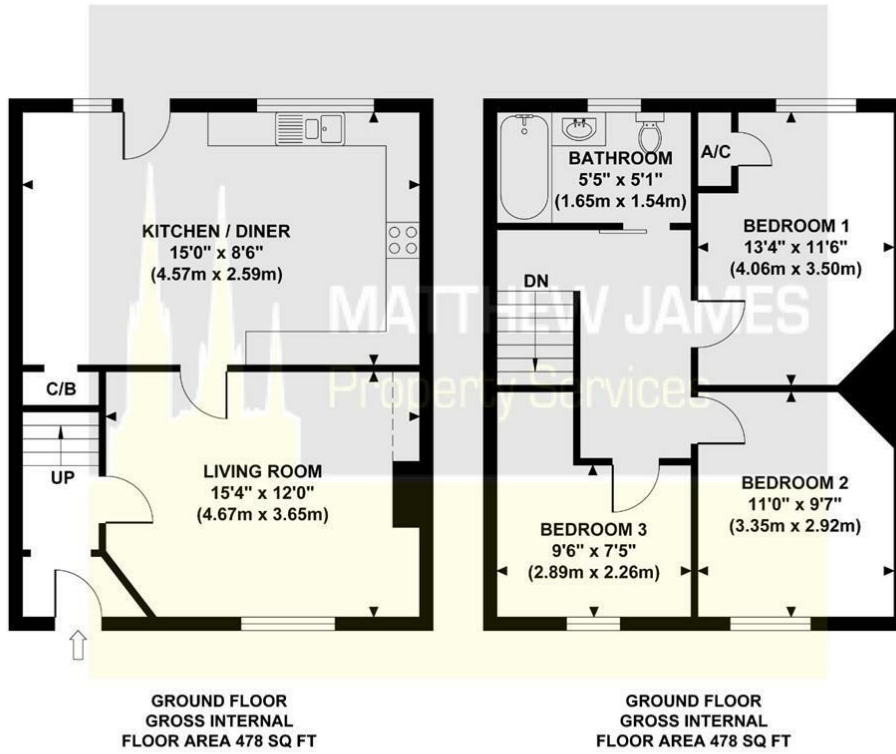 KITCHEN / DINER
15'0" x 8'6"
(4.57m x 2.59m)
C/B
UP
LIVING ROOM
15'4" x 12'0"
(4.67m x 3.65m)
BATHROOM
5'5" x 5'1"
(1.65m x 1.54m)
A/C
BEDROOM 1
13'4" x 11'6"
(4.06m x 3.50m)
DN
BEDROOM 2
11'0" x 9'7"
(3.35m x 2.92m)
BEDROOM 3
9'6" x 7'5"
(2.89m x 2.26m)
MATTHEW JAMES
Property Services
GROUND FLOOR
GROSS INTERNAL
FLOOR AREA 478 SQ FT
GROUND FLOOR
GROSS INTERNAL
FLOOR AREA 478 SQ FT